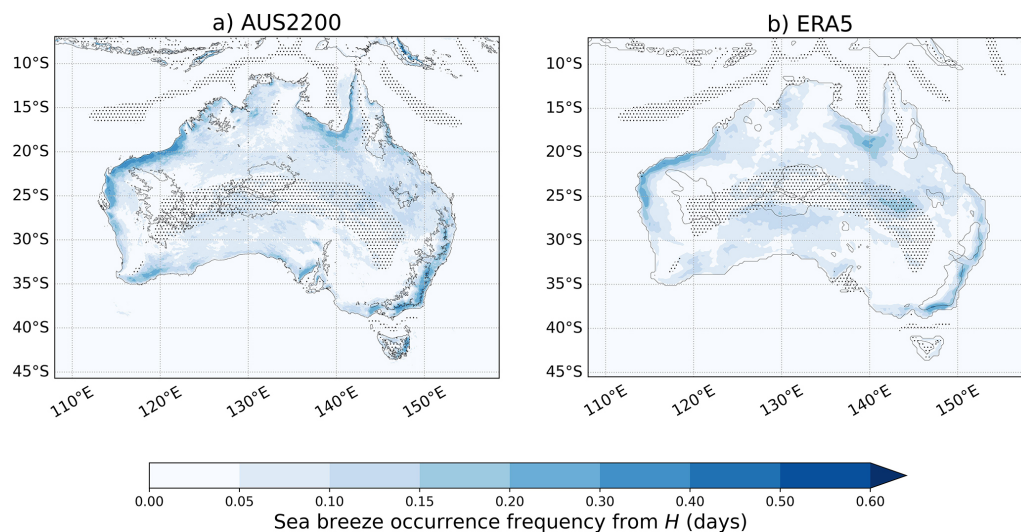 a) AUS2200
b) ERA5
10°S
15°S
20°S
25°S
30°S
35°S
40°S
45°S
110°E
120°E
130°E
140°E
150°E
10°S
15°S
20°S
25°S
30°S
35°S
40°S
45°S
110°E
120°E
130°E
140°E
150°E
0.00 0.05 0.10 0.15 0.20 0.30 0.40 0.50 0.60
Sea breeze occurrence frequency from H (days)